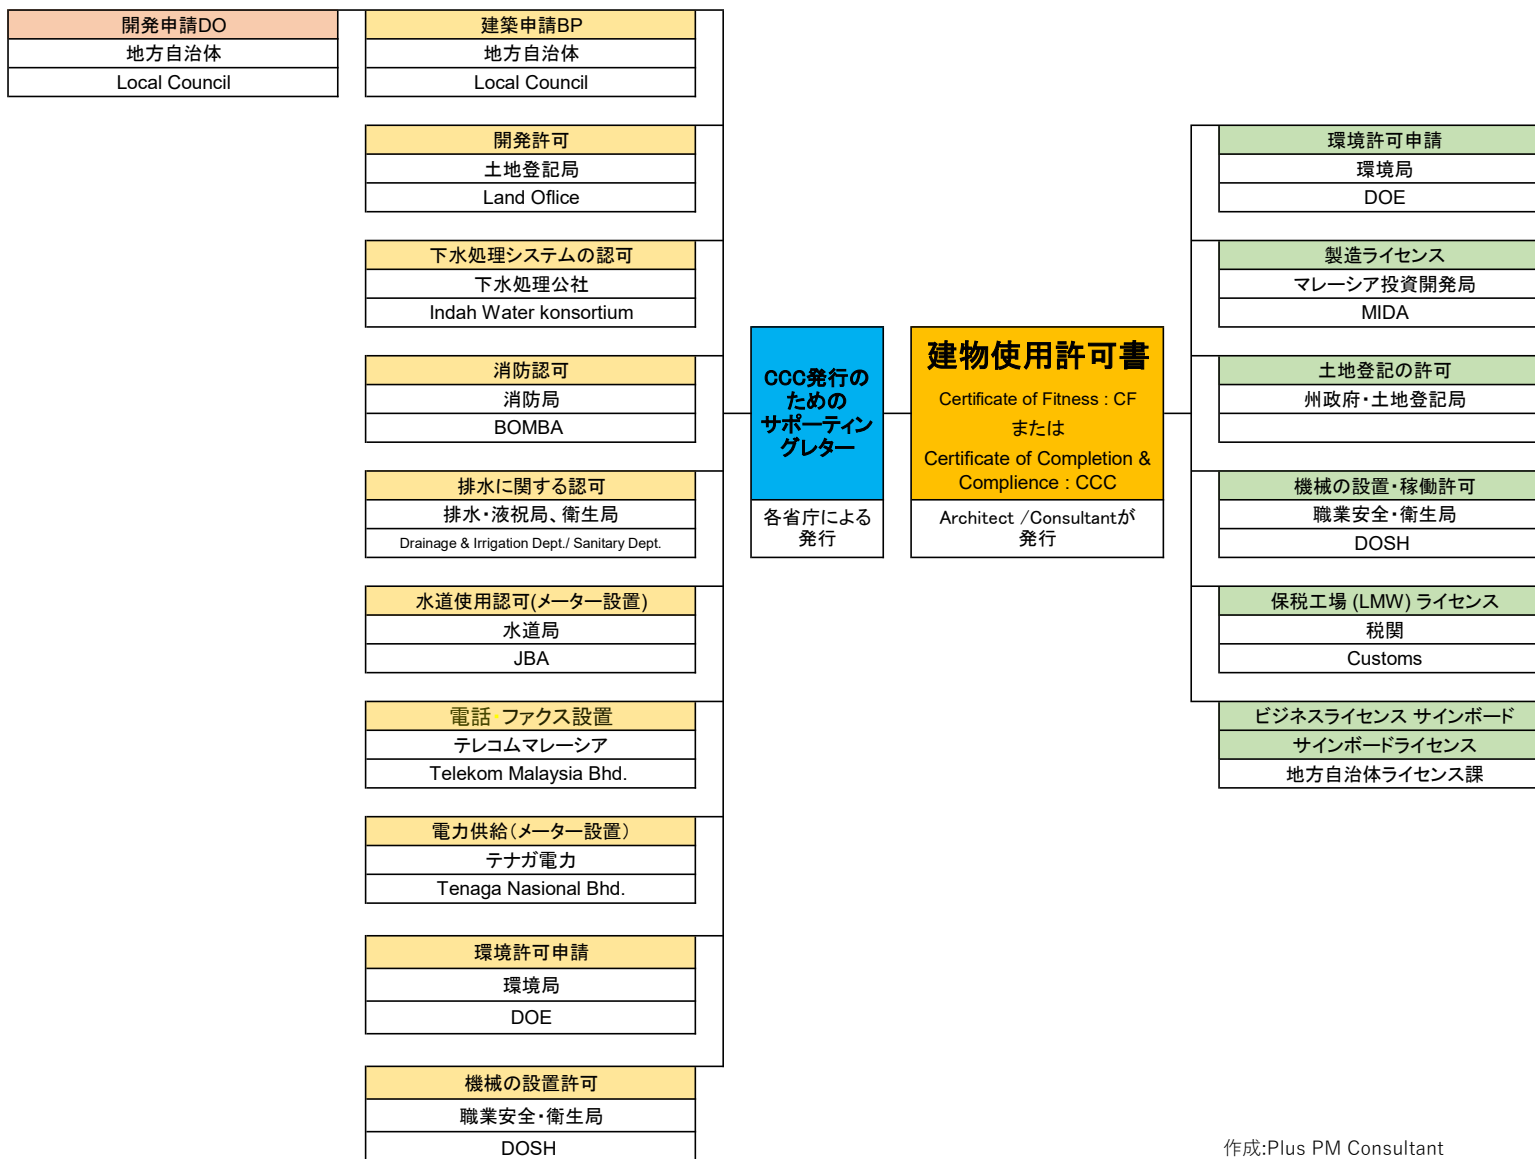 開発申請DO
地方自治体
Local Council
建築申請BP
地方自治体
Local Council
開発許可
土地登記局
Land Oflice
下水処理システムの認可
下水処理公社
Indah Water konsortium
消防認可
消防局
BOMBA
排水に関する認可
排水・液祝局、衛生局
Drainage & Irrigation Dept./ Sanitary Dept.
水道使用認可(メーター設置)
水道局
JBA
電話・ファクス設置
テレコムマレーシア
Telekom Malaysia Bhd.
電力供給（メーター設置）
テナガ電力
Tenaga Nasional Bhd.
環境許可申請
環境局
DOE
機械の設置許可
職業安全・衛生局
DOSH
CCC発行の
ための
サポーティン
グレター
各省庁による
発行
建物使用許可書
Certificate of Fitness : CF
または
Certificate of Completion &
Complience : CCC
Architect /Consultantが
発行
環境許可申請
環境局
DOE
製造ライセンス
マレーシア投資開発局
MIDA
土地登記の許可
州政府・土地登記局
機械の設置・稼働許可
職業安全・衛生局
DOSH
保税工場 (LMW) ライセンス
税関
Customs
ビジネスライセンス サインボード
サインボードライセンス
地方自治体ライセンス課
作成:Plus PM Consultant